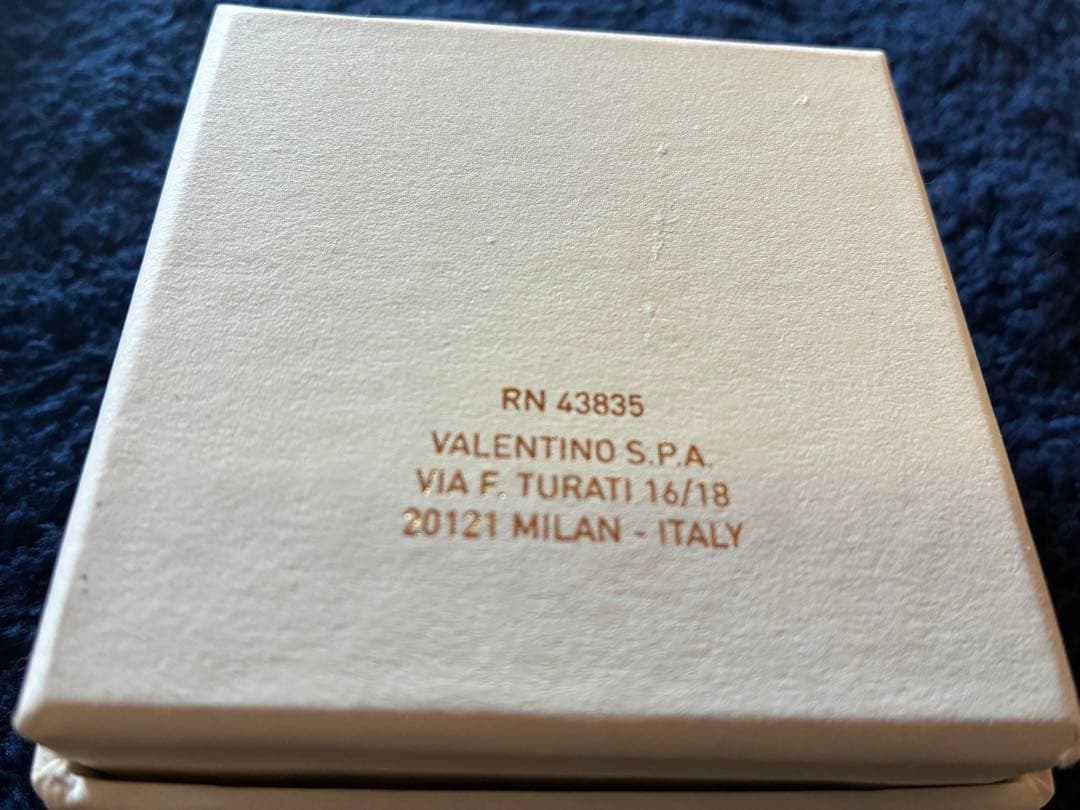 RN 43835
VALENTINO S.P.A.
VIA F. TURATI 16/18
20121 MILAN - ITALY